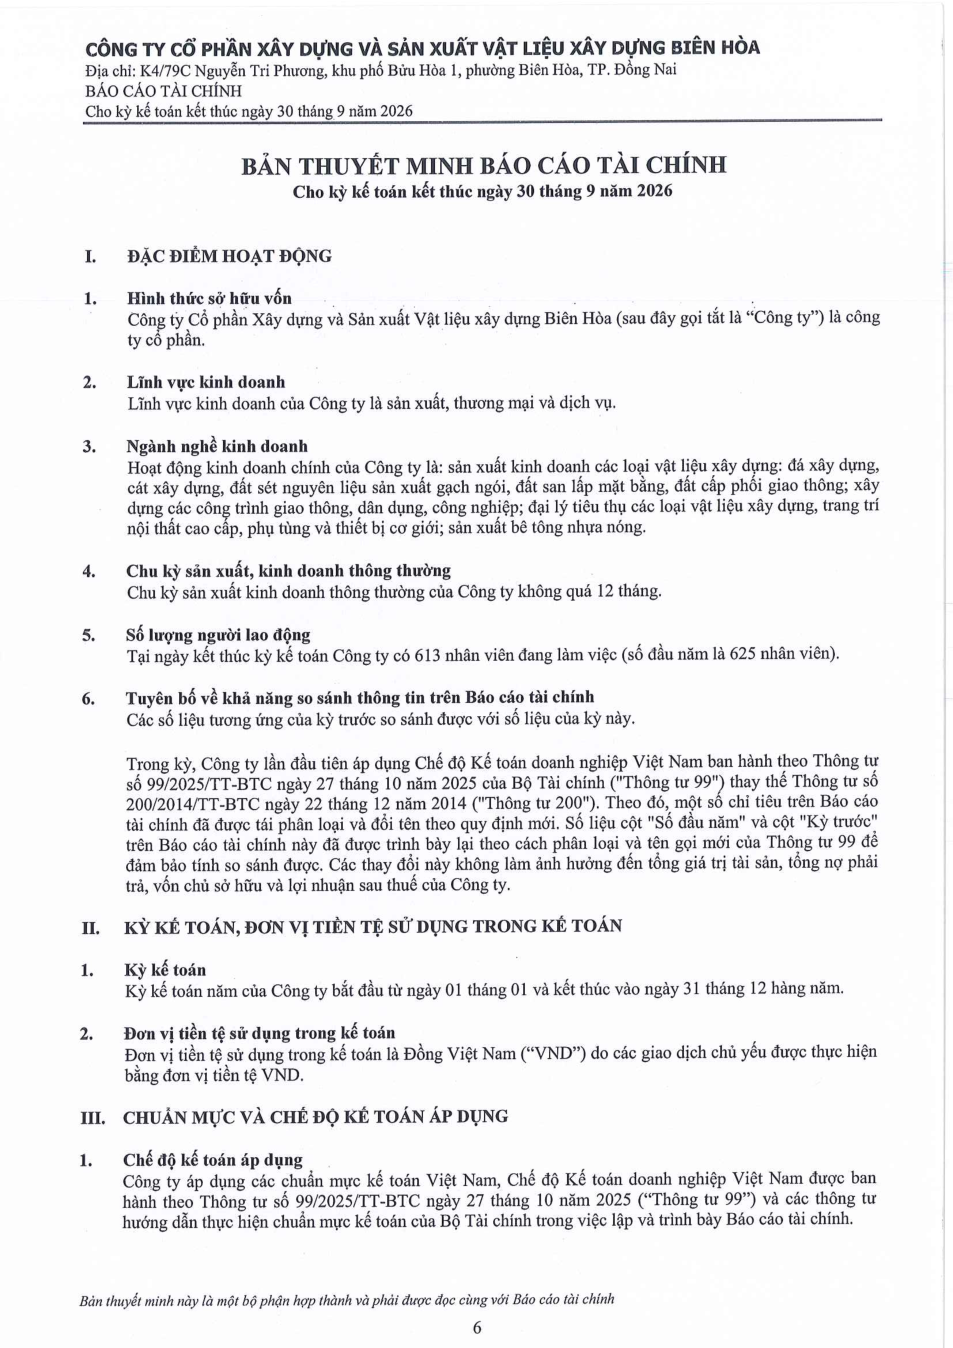 CÔNG TY CỔ PHẦN XÂY DỰNG VÀ SẢN XUẤT VẬT LIỆU XÂY DỰNG BIÊN HÒA
Địa chỉ: K4/79C Nguyễn Tri Phương, khu phố Bửu Hòa 1, phường Biên Hòa, TP. Đồng Nai
BÁO CÁO TÀI CHÍNH
Cho kỳ kế toán kết thúc ngày 30 tháng 9 năm 2026
BẢN THUYẾT MINH BÁO CÁO TÀI CHÍNH
Cho kỳ kế toán kết thúc ngày 30 tháng 9 năm 2026
I. ĐẶC ĐIỂM HOẠT ĐỘNG
1. Hình thức sở hữu vốn
Công ty Cổ phần Xây dựng và Sản xuất Vật liệu xây dựng Biên Hòa (sau đây gọi tắt là “Công ty”) là công
ty cổ phần.
2. Lĩnh vực kinh doanh
Lĩnh vực kinh doanh của Công ty là sản xuất, thương mại và dịch vụ.
3. Ngành nghề kinh doanh
Hoạt động kinh doanh chính của Công ty là: sản xuất kinh doanh các loại vật liệu xây dựng: đá xây dựng,
cát xây dựng, đất sét nguyên liệu sản xuất gạch ngói, đất san lấp mặt bằng, đất cấp phối giao thông; xây
dựng các công trình giao thông, dân dụng, công nghiệp; đại lý tiêu thụ các loại vật liệu xây dựng, trang trí
nội thất cao cấp, phụ tùng và thiết bị cơ giới; sản xuất bê tông nhựa nóng.
4. Chu kỳ sản xuất, kinh doanh thông thường
Chu kỳ sản xuất kinh doanh thông thường của Công ty không quá 12 tháng.
5. Số lượng người lao động
Tại ngày kết thúc kỳ kế toán Công ty có 613 nhân viên đang làm việc (số đầu năm là 625 nhân viên).
6. Tuyên bố về khả năng so sánh thông tin trên Báo cáo tài chính
Các số liệu tương ứng của kỳ trước so sánh được với số liệu của kỳ này.
Trong kỳ, Công ty lần đầu tiên áp dụng Chế độ Kế toán doanh nghiệp Việt Nam ban hành theo Thông tư
số 99/2025/TT-BTC ngày 27 tháng 10 năm 2025 của Bộ Tài chính ("Thông tư 99") thay thế Thông tư số
200/2014/TT-BTC ngày 22 tháng 12 năm 2014 ("Thông tư 200"). Theo đó, một số chỉ tiêu trên Báo cáo
tài chính đã được tái phân loại và đổi tên theo quy định mới. Số liệu cột "Số đầu năm" và cột "Kỳ trước"
trên Báo cáo tài chính này đã được trình bày lại theo cách phân loại và tên gọi mới của Thông tư 99 để
đảm bảo tính so sánh được. Các thay đổi này không làm ảnh hưởng đến tổng giá trị tài sản, tổng nợ phải
trả, vốn chủ sở hữu và lợi nhuận sau thuế của Công ty.
II. KỲ KẾ TOÁN, ĐƠN VỊ TIỀN TỆ SỬ DỤNG TRONG KẾ TOÁN
1. Kỳ kế toán
Kỳ kế toán năm của Công ty bắt đầu từ ngày 01 tháng 01 và kết thúc vào ngày 31 tháng 12 hàng năm.
2. Đơn vị tiền tệ sử dụng trong kế toán
Đơn vị tiền tệ sử dụng trong kế toán là Đồng Việt Nam (“VND”) do các giao dịch chủ yếu được thực hiện
bằng đơn vị tiền tệ VND.
III. CHUẨN MỰC VÀ CHẾ ĐỘ KẾ TOÁN ÁP DỤNG
1. Chế độ kế toán áp dụng
Công ty áp dụng các chuẩn mực kế toán Việt Nam, Chế độ Kế toán doanh nghiệp Việt Nam được ban
hành theo Thông tư số 99/2025/TT-BTC ngày 27 tháng 10 năm 2025 (“Thông tư 99”) và các thông tư
hướng dẫn thực hiện chuẩn mực kế toán của Bộ Tài chính trong việc lập và trình bày Báo cáo tài chính.
Bản thuyết minh này là một bộ phận hợp thành và phải được đọc cùng với Báo cáo tài chính
6